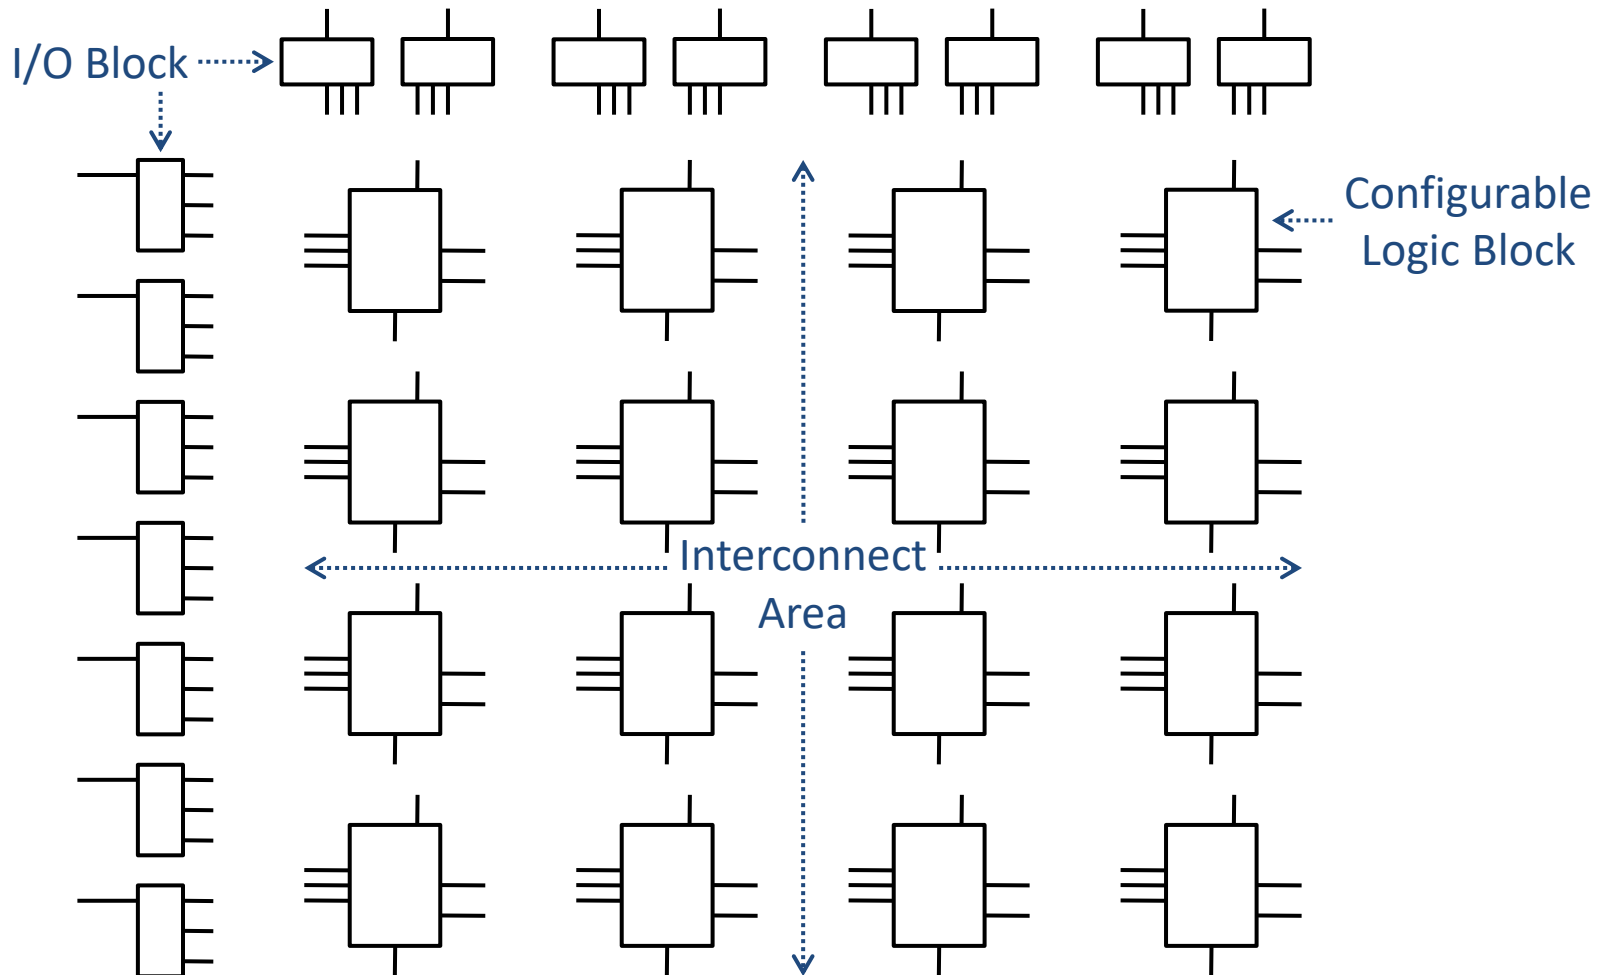 I/O Block
Configurable
Logic Block
Interconnect
Area